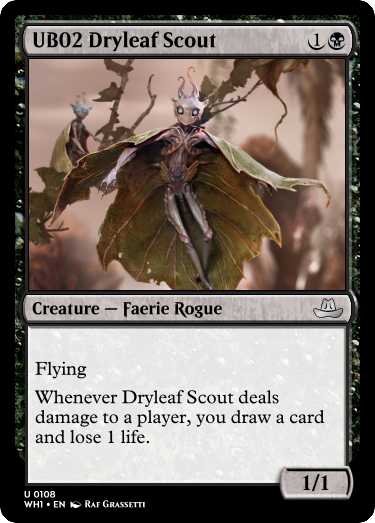 UB02 Dryleaf Scout 1
Creature — Faerie Rogue
Flying
Whenever Dryleaf Scout deals
damage to a player, you draw a card
and lose 1 life.
1/1
U 0108
WH1 • EN Raf Grassetti